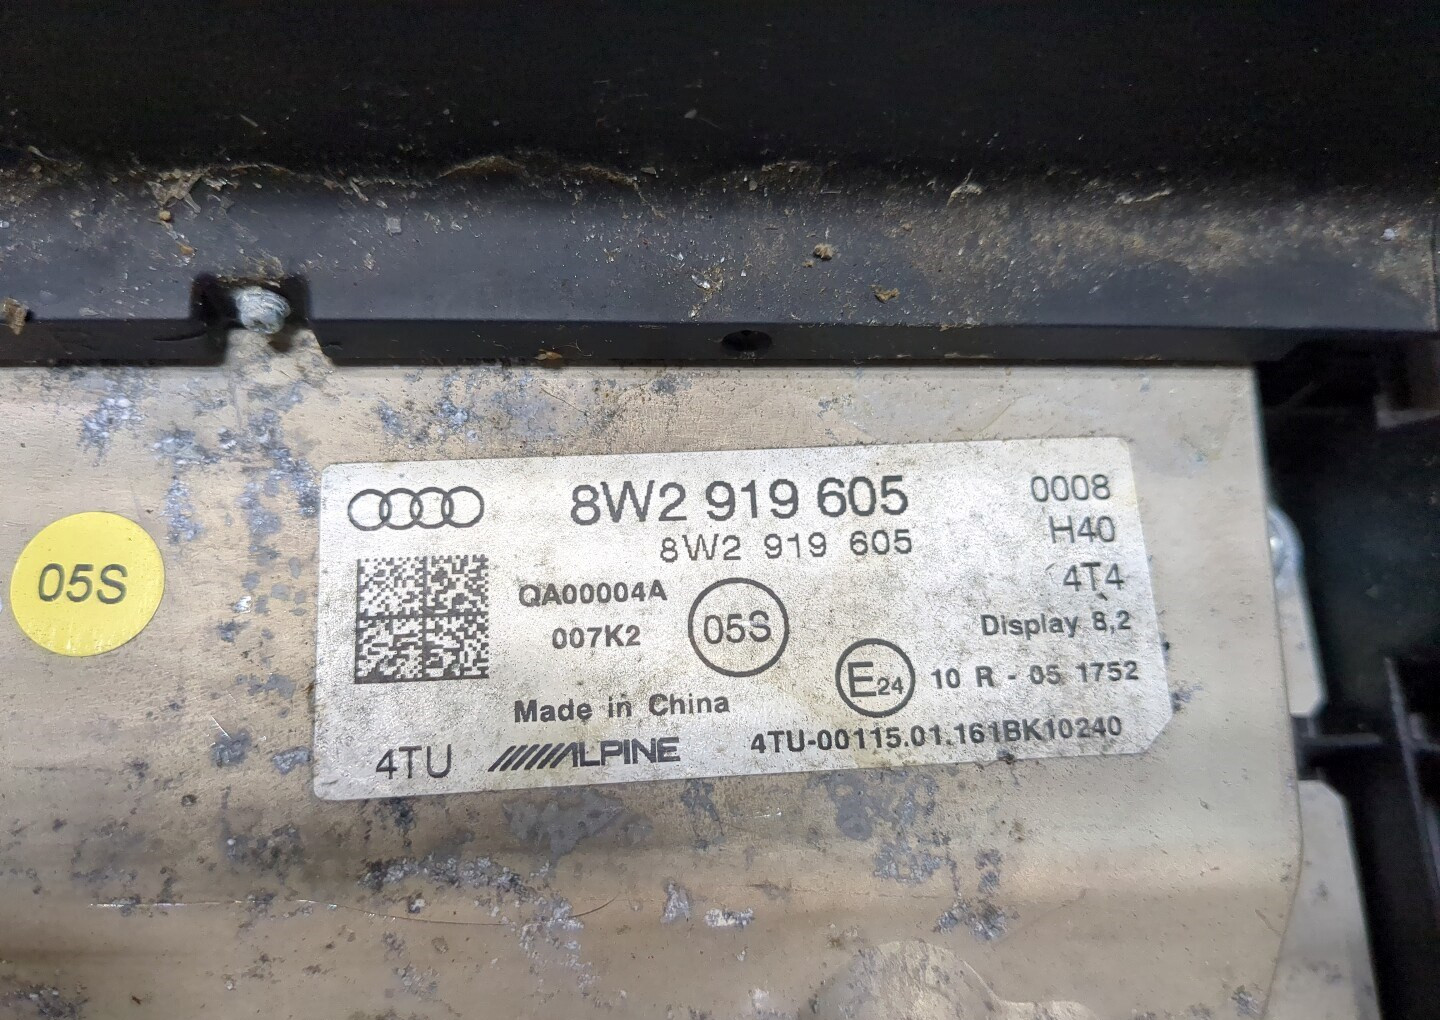 05S
8W2 919 605
0008
8W2 919 605
H40
4T4
QA00004A
007K2
05S
Display 8,2
E24 10 R - 05 1752
Made in China
4TU ALPINE 4TU-00115.01.161BK10240